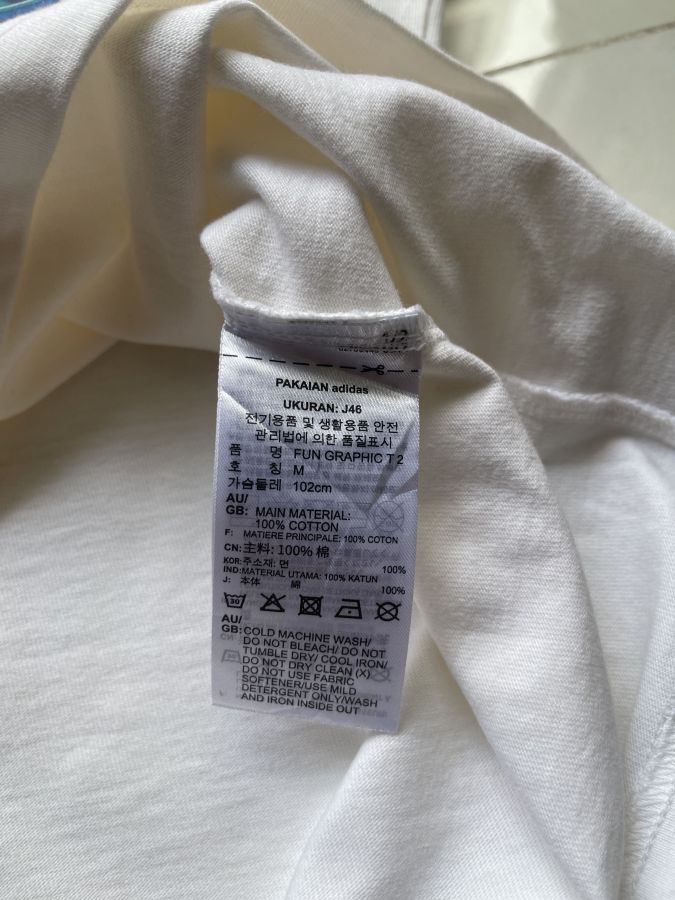 PAKAIAN adidas
UKURAN: J46
전기용품 및 생활용품 안전
관리법에 의한 품질표시
품 명 FUN GRAPHIC T 2
호 칭 M
가슴둘레 102cm
AU/
GB: MAIN MATERIAL:
100% COTTON
F: MATIERE PRINCIPALE: 100% COTON
CN: 主料: 100% 棉
KOR: 주소재: 면 100%
IND: MATERIAL UTAMA: 100% KATUN
J: 本体 綿 100%
30
AU/
GB: COLD MACHINE WASH/
DO NOT BLEACH/ DO NOT
TUMBLE DRY/ COOL IRON/
DO NOT DRY CLEAN (X)
DO NOT USE FABRIC
SOFTENER/USE MILD
DETERGENT ONLY/WASH
AND IRON INSIDE OUT